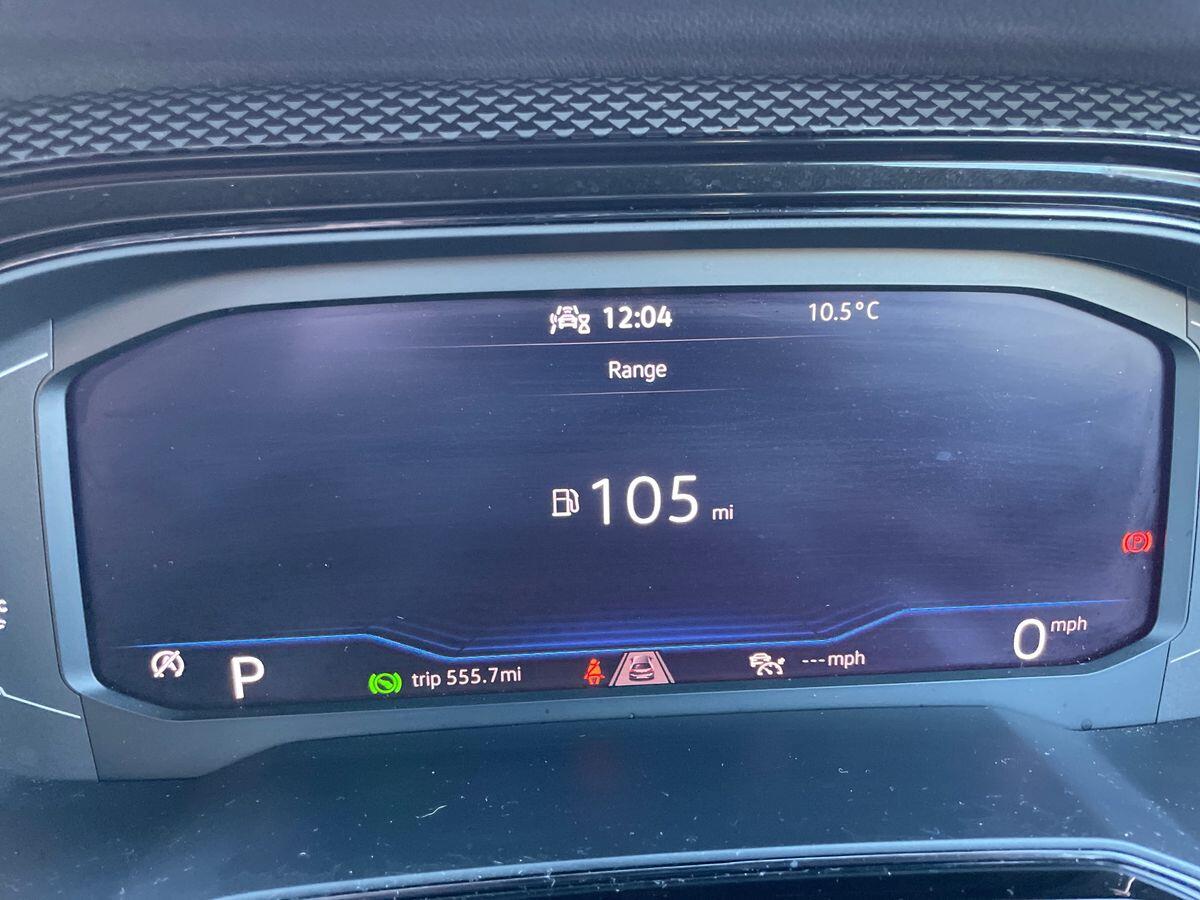 12:04
10.5°C
Range
105 mi
0 mph
P
trip 555.7mi
---mph
P